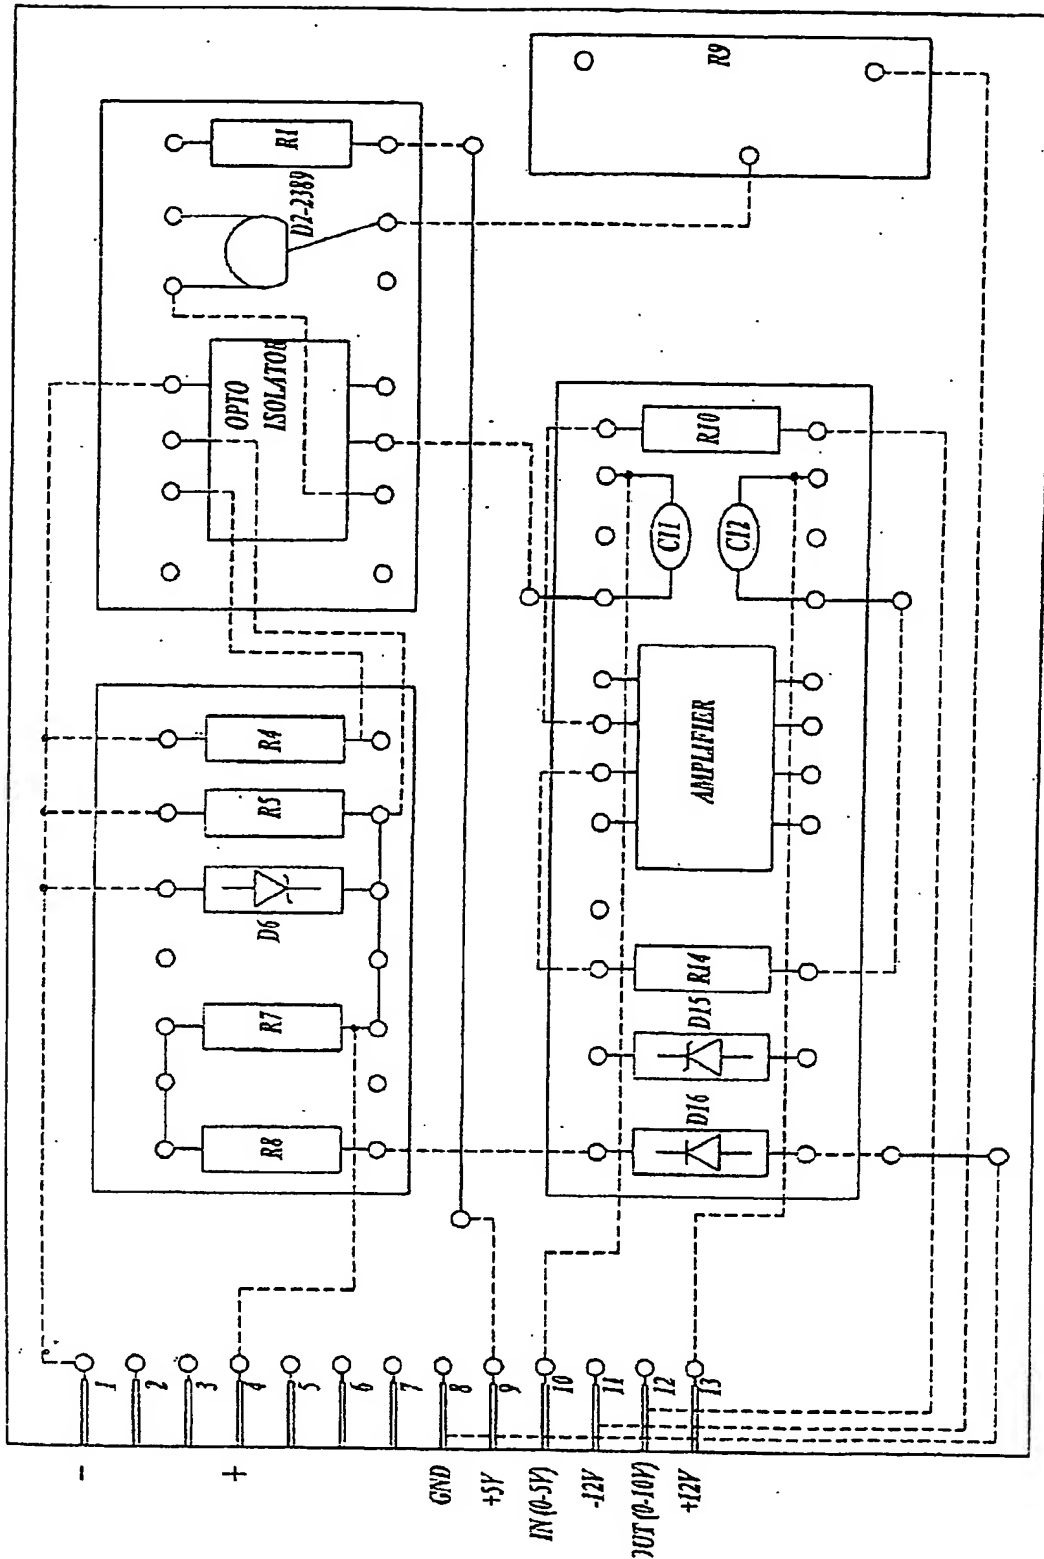 R1
D2-2389
OPTO
ISOLATOR
R9
R4
R5
D6
R7
R8
R10
C11
C12
AMPLIFIER
R14
D15
D16
1
2
3
4
5
6
7
8
9
10
11
12
13
-
+
GND
+5V
IN (0-5V)
-12V
OUT (0-10V)
+12V